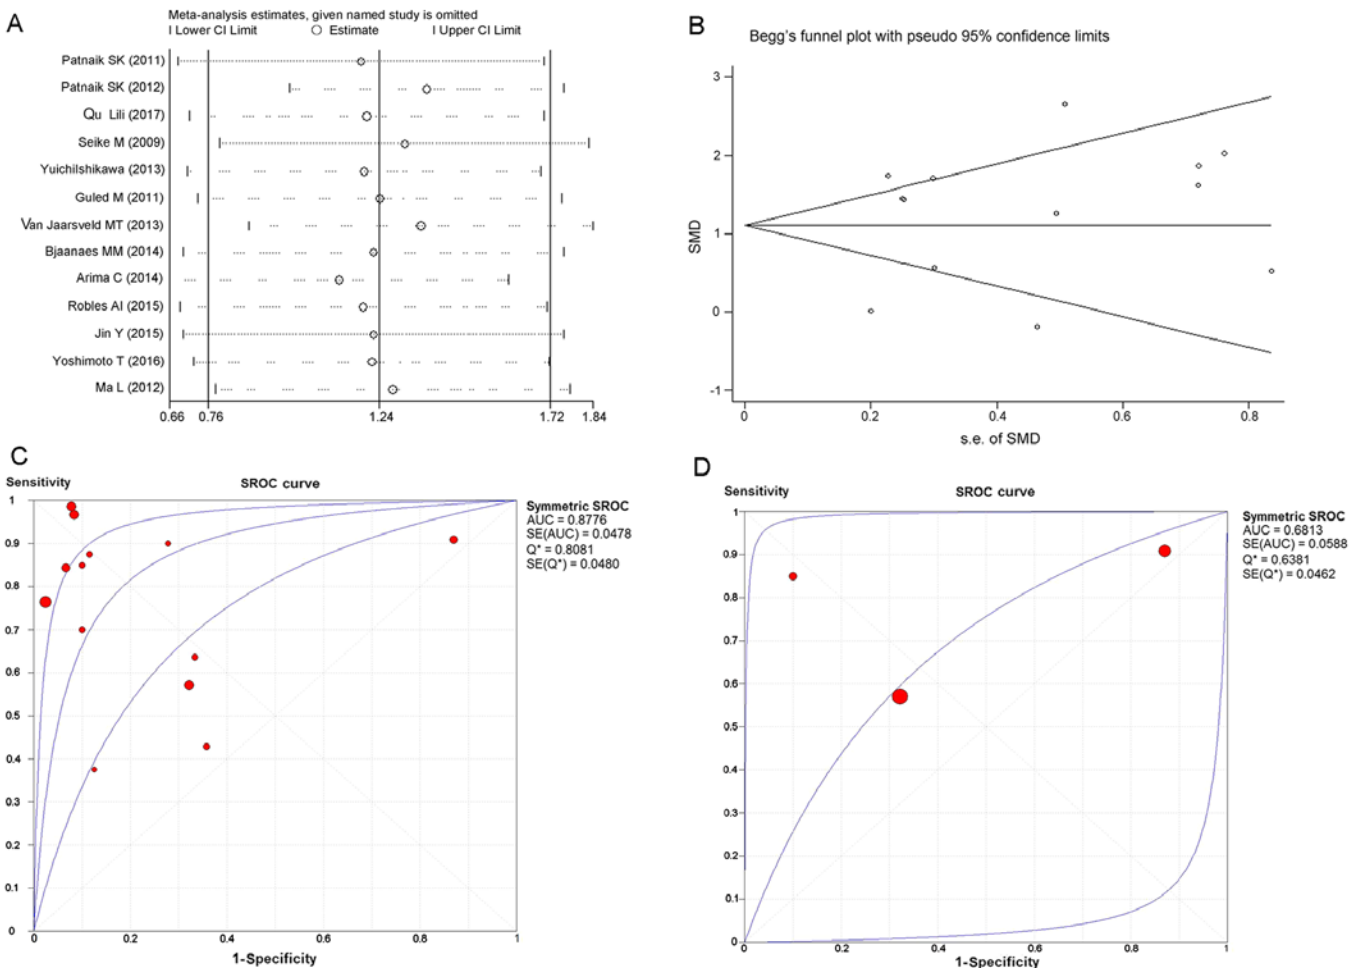 A
Meta-analysis estimates, given named study is omitted
Lower CI Limit Estimate Upper CI Limit
Patnaik SK (2011)
Patnaik SK (2012)
Qu Lili (2017)
Seike M (2009)
YuichiIshikawa (2013)
Guled M (2011)
Van Jaarsveld MT (2013)
Bjaanaes MM (2014)
Arima C (2014)
Robles AI (2015)
Jin Y (2015)
Yoshimoto T (2016)
Ma L (2012)
0.66 0.76 1.24 1.72 1.84
B
Begg's funnel plot with pseudo 95% confidence limits
SMD
3
2
1
0
-1
0 0.2 0.4 0.6 0.8
s.e. of SMD
C
Sensitivity SROC curve
1
0.9
0.8
0.7
0.6
0.5
0.4
0.3
0.2
0.1
0
0 0.2 0.4 0.6 0.8 1
1-Specificity
Symmetric SROC
AUC = 0.8776
SE(AUC) = 0.0478
Q* = 0.8081
SE(Q*) = 0.0480
D
Sensitivity SROC curve
1
0.9
0.8
0.7
0.6
0.5
0.4
0.3
0.2
0.1
0
0 0.2 0.4 0.6 0.8 1
1-Specificity
Symmetric SROC
AUC = 0.6813
SE(AUC) = 0.0588
Q* = 0.6381
SE(Q*) = 0.0462